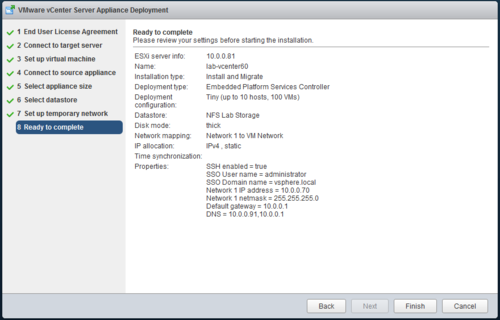 VMware vCenter Server Appliance Deployment
1 End User License Agreement
2 Connect to target server
3 Set up virtual machine
4 Connect to source appliance
5 Select appliance size
6 Select datastore
7 Set up temporary network
8 Ready to complete
Ready to complete
Please review your settings before starting the installation.
ESXi server info: 10.0.0.81
Name: lab-vcenter60
Installation type: Install and Migrate
Deployment type: Embedded Platform Services Controller
Deployment configuration: Tiny (up to 10 hosts, 100 VMs)
Datastore: NFS Lab Storage
Disk mode: thick
Network mapping: Network 1 to VM Network
IP allocation: IPv4 , static
Time synchronization:
Properties: SSH enabled = true
SSO User name = administrator
SSO Domain name = vsphere.local
Network 1 IP address = 10.0.0.70
Network 1 netmask = 255.255.255.0
Default gateway = 10.0.0.1
DNS = 10.0.0.91,10.0.0.1
Back
Next
Finish
Cancel